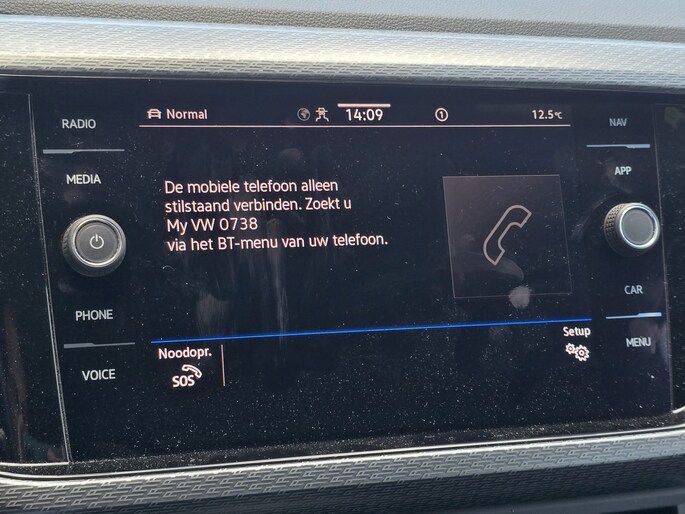 RADIO
MEDIA
PHONE
VOICE
Normal
14:09
1
12.5°C
De mobiele telefoon alleen
stilstaand verbinden. Zoekt u
My VW 0738
via het BT-menu van uw telefoon.
Noodopr.
SOS
Setup
NAV
APP
CAR
MENU